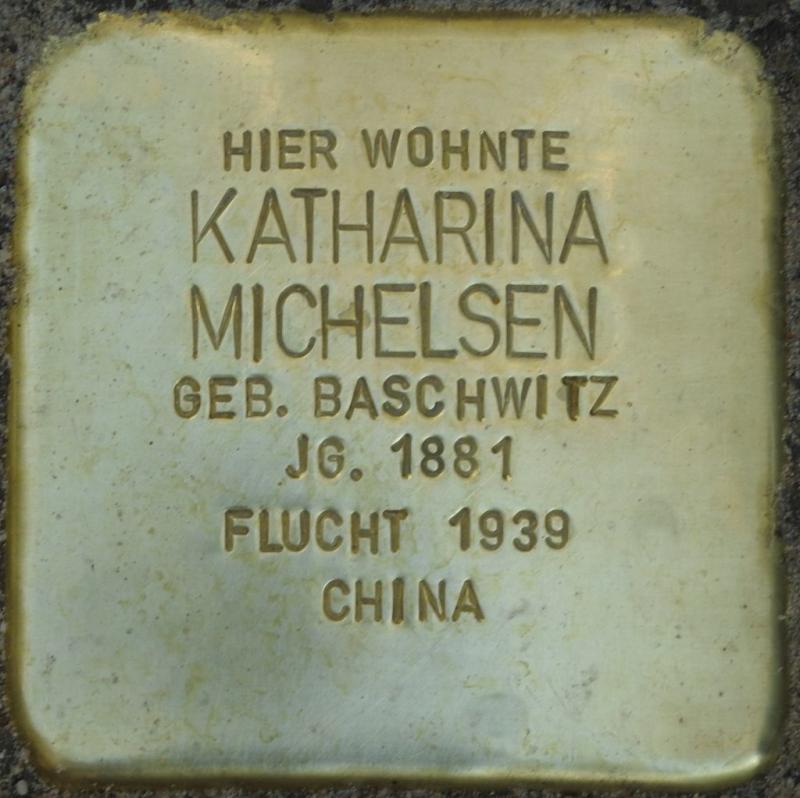 HIER WOHNTE
KATHARINA
MICHELSEN
GEB. BASCHWITZ
JG. 1881
FLUCHT 1939
CHINA